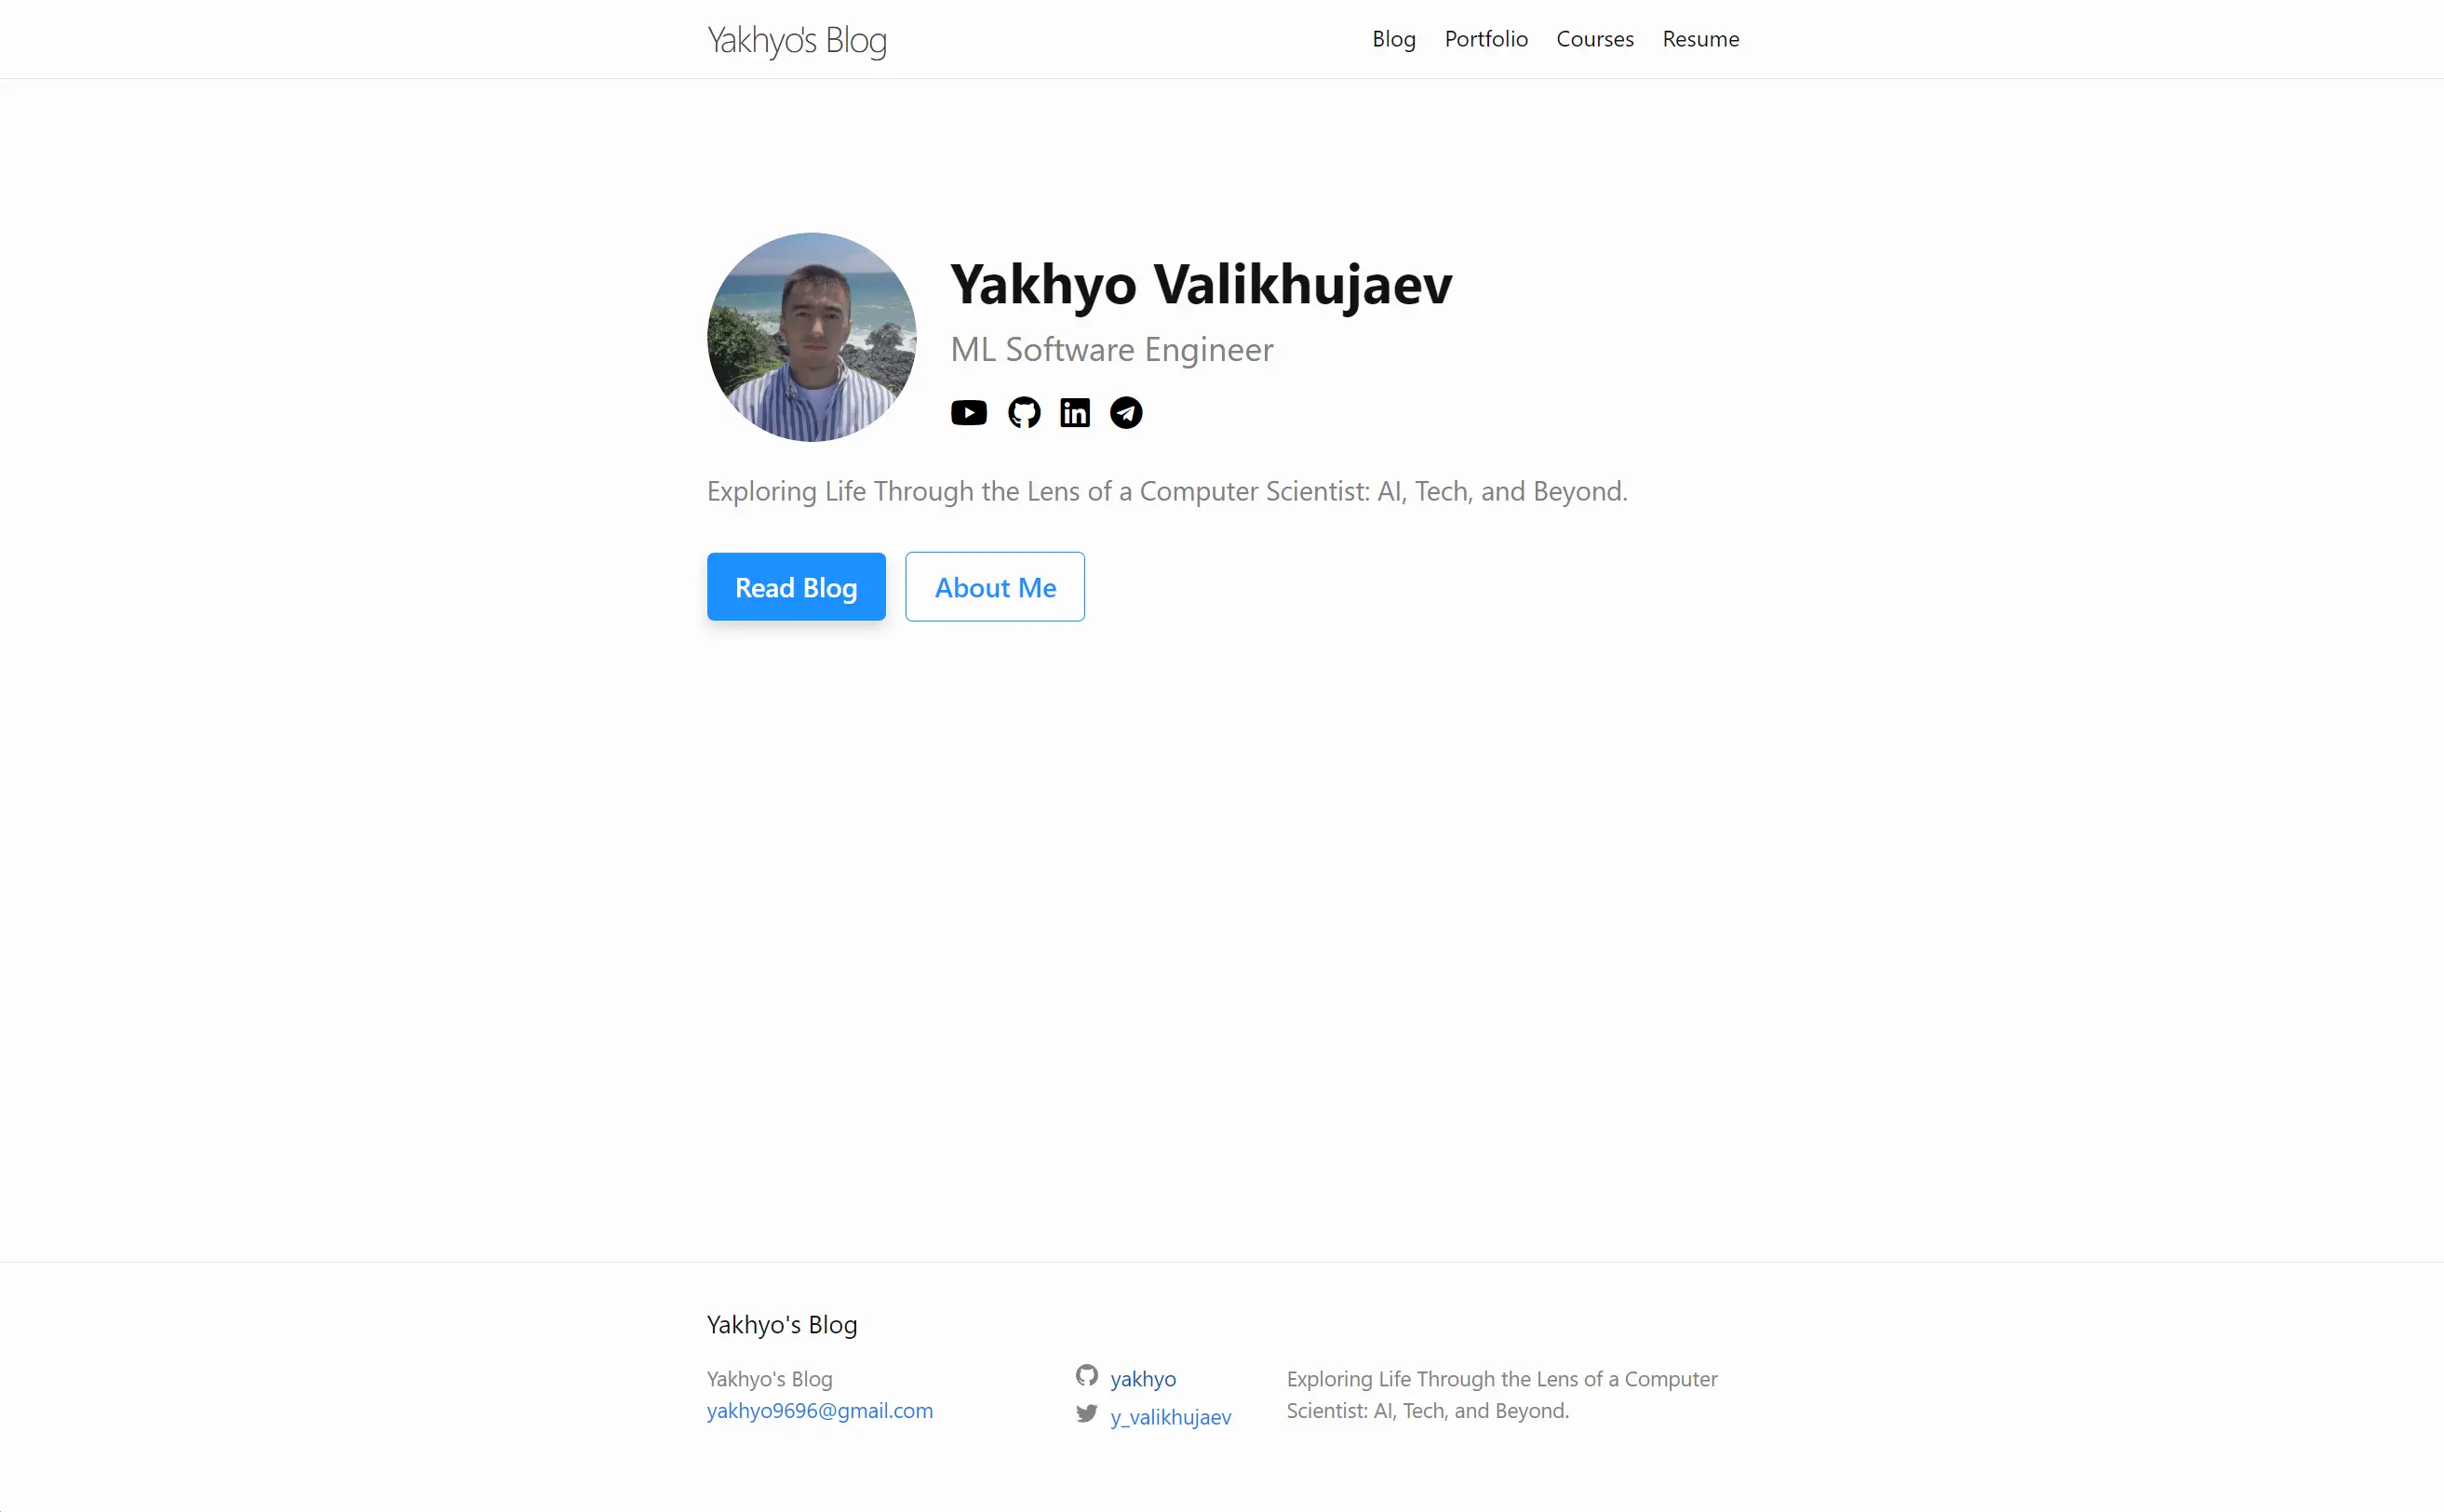 Yakhyo's Blog
Blog Portfolio Courses Resume
Yakhyo Valikhujaev
ML Software Engineer
in
Exploring Life Through the Lens of a Computer Scientist: AI, Tech, and Beyond.
Read Blog
About Me
Yakhyo's Blog
Yakhyo's Blog
yakhyo9696@gmail.com
yakhyo
y_valikhujaev
Exploring Life Through the Lens of a Computer
Scientist: AI, Tech, and Beyond.